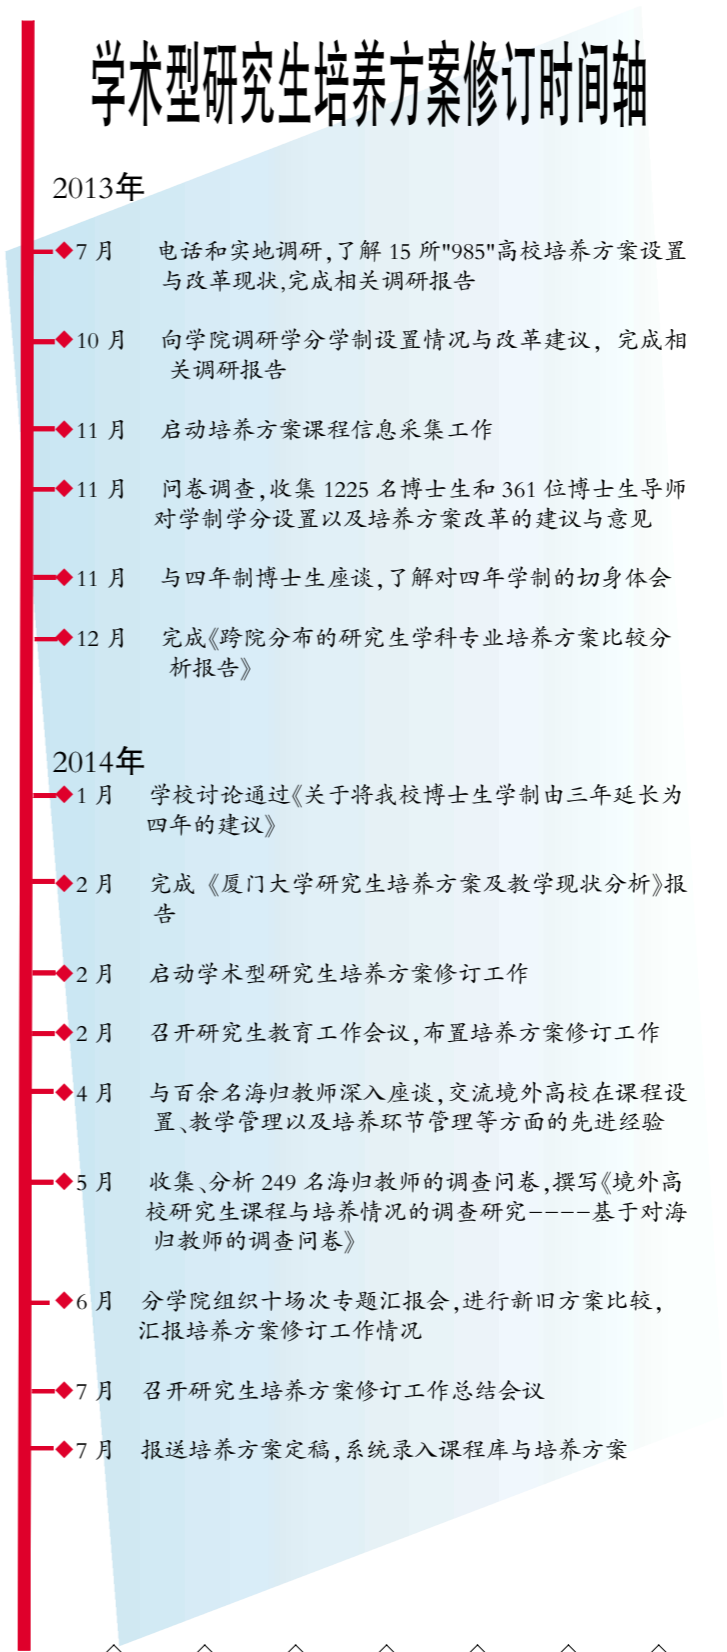 学术型研究生培养方案修订时间轴
2013年
7 月 电话和实地调研,了解 15 所"985"高校培养方案设置
与改革现状,完成相关调研报告
10 月 向学院调研学分学制设置情况与改革建议，完成相
关调研报告
11 月 启动培养方案课程信息采集工作
11 月 问卷调查,收集 1225 名博士生和 361 位博士生导师
对学制学分设置以及培养方案改革的建议与意见
11 月 与四年制博士生座谈,了解对四年学制的切身体会
12 月 完成《跨院分布的研究生学科专业培养方案比较分
析报告》
2014年
1 月 学校讨论通过《关于将我校博士生学制由三年延长为
四年的建议》
2 月 完成《厦门大学研究生培养方案及教学现状分析》报
告
2 月 启动学术型研究生培养方案修订工作
2 月 召开研究生教育工作会议,布置培养方案修订工作
4 月 与百余名海归教师深入座谈,交流境外高校在课程设
置、教学管理以及培养环节管理等方面的先进经验
5 月 收集、分析 249 名海归教师的调查问卷,撰写《境外高
校研究生课程与培养情况的调查研究----基于对海
归教师的调查问卷》
6 月 分学院组织十场次专题汇报会,进行新旧方案比较,
汇报培养方案修订工作情况
7 月 召开研究生培养方案修订工作总结会议
7 月 报送培养方案定稿,系统录入课程库与培养方案